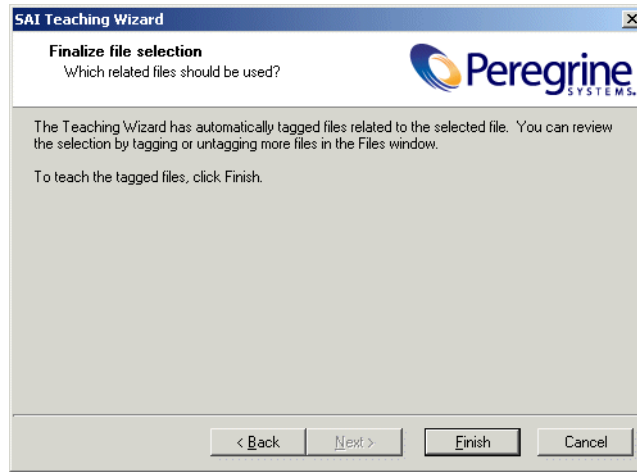 SAI Teaching Wizard
Finalize file selection
Which related files should be used?
Peregrine
SYSTEMS.
The Teaching Wizard has automatically tagged files related to the selected file. You can review
the selection by tagging or untagging more files in the Files window.
To teach the tagged files, click Finish.
< Back Next > Finish Cancel